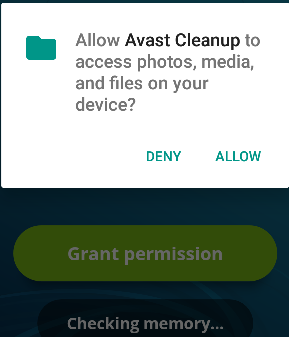 Allow Avast Cleanup to
access photos, media,
and files on your
device?
DENY ALLOW
Grant permission
Checking memory...